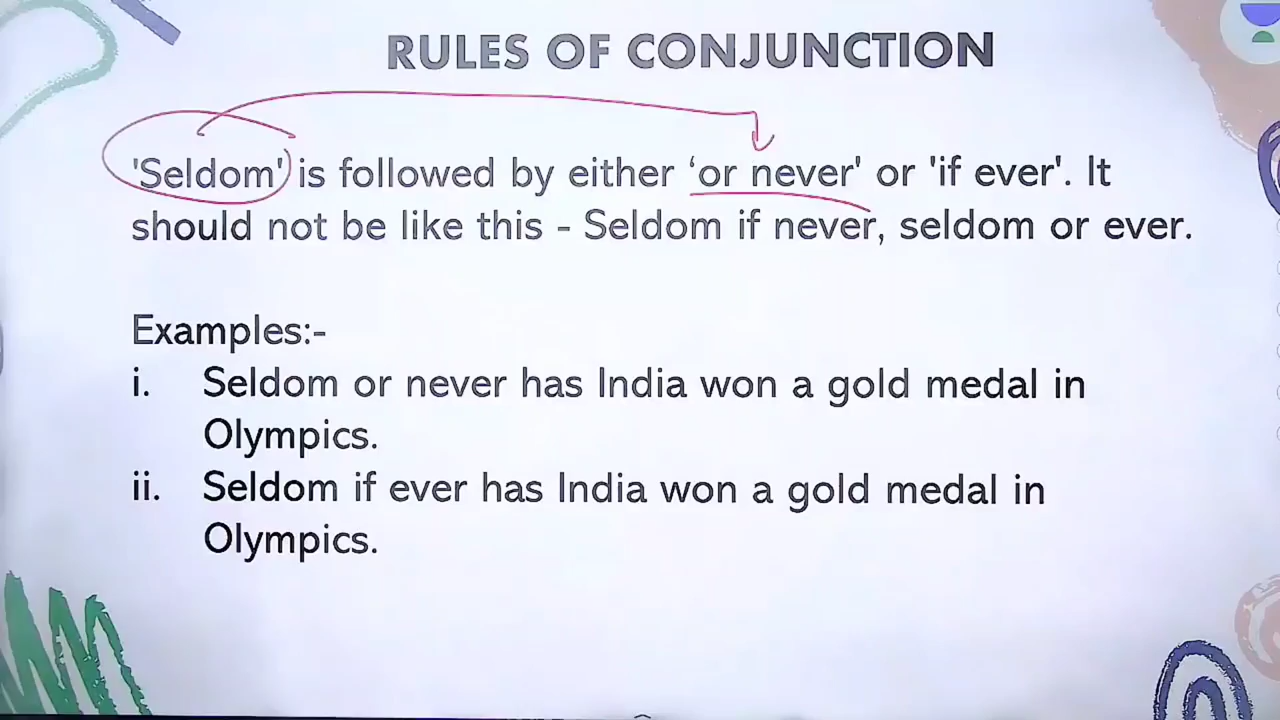 RULES OF CONJUNCTION
'Seldom' is followed by either ‘or never' or 'if ever'. It
should not be like this - Seldom if never, seldom or ever.
Examples:-
i. Seldom or never has India won a gold medal in
Olympics.
ii. Seldom if ever has India won a gold medal in
Olympics.